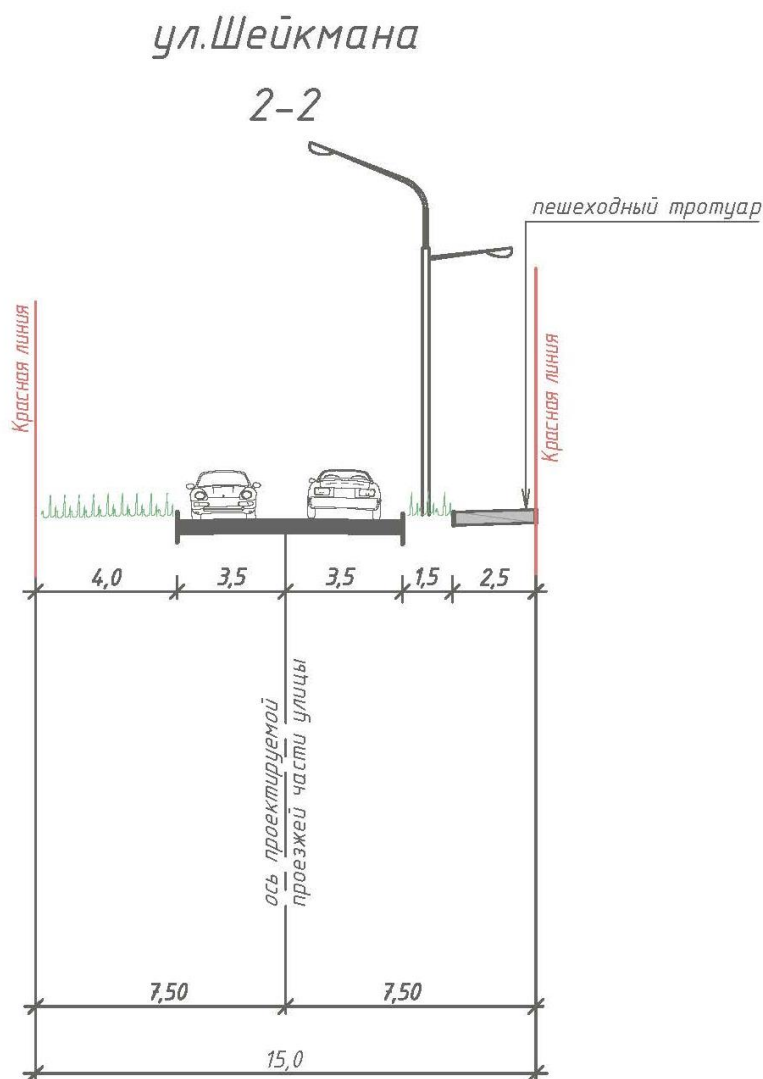 ул.Шейкмана
2-2
пешеходный тротуар
Красная линия
Красная линия
4,0 3,5 3,5 1,5 2,5
ось проектируемой
проезжей части улицы
7,50 7,50
15,0